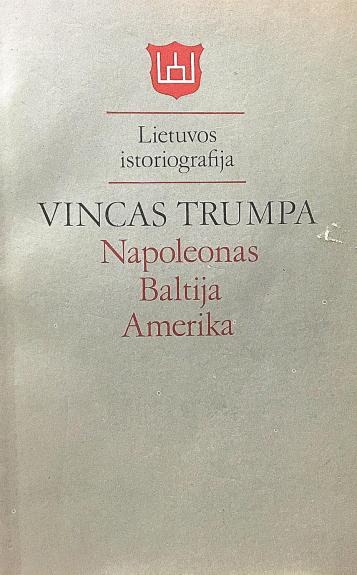 Lietuvos
istoriografija
VINCAS TRUMPA
Napoleonas
Baltija
Amerika